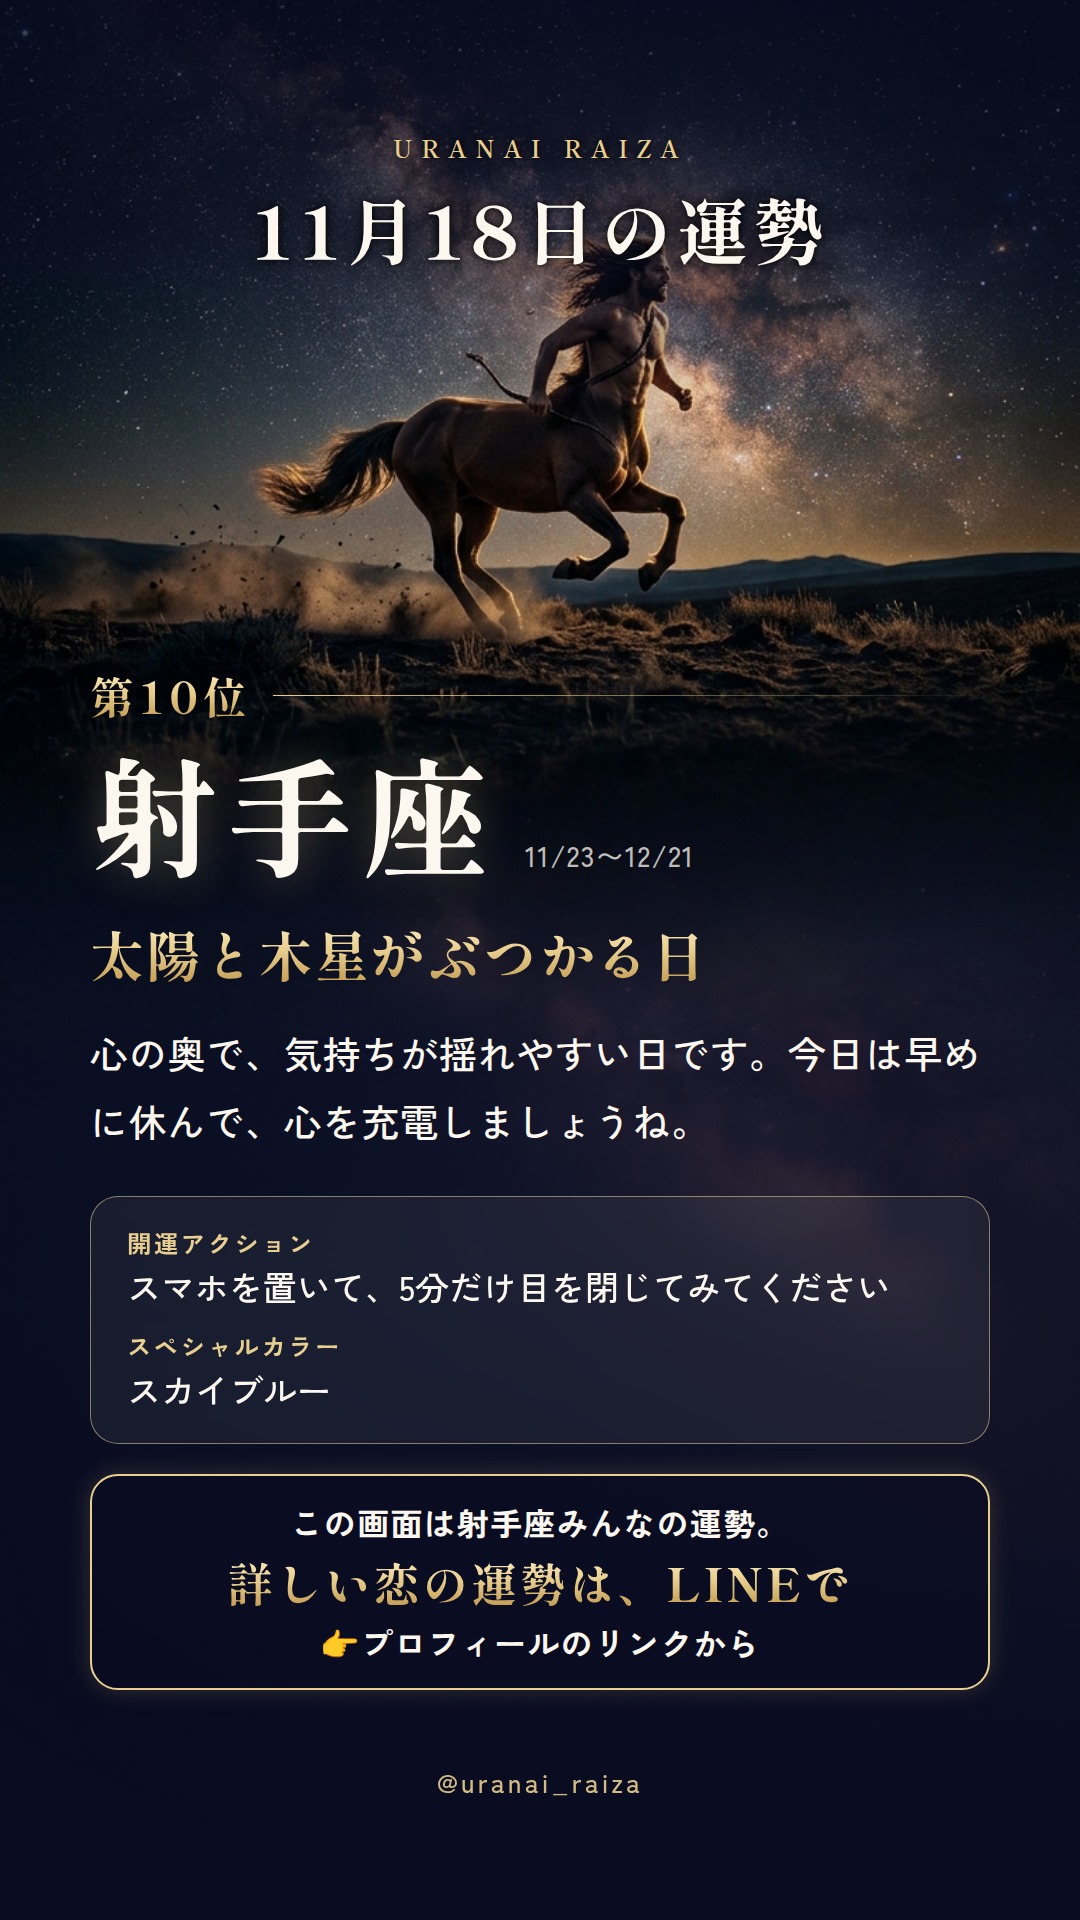 URANAI RAIZA
11月18日の運勢
第10位
射手座 11/23〜12/21
太陽と木星がぶつかる日
心の奥で、気持ちが揺れやすい日です。今日は早め
に休んで、心を充電しましょうね。
開運アクション
スマホを置いて、5分だけ目を閉じてみてください
スペシャルカラー
スカイブルー
この画面は射手座みんなの運勢。
詳しい恋の運勢は、LINEで
👉プロフィールのリンクから
@uranai_raiza